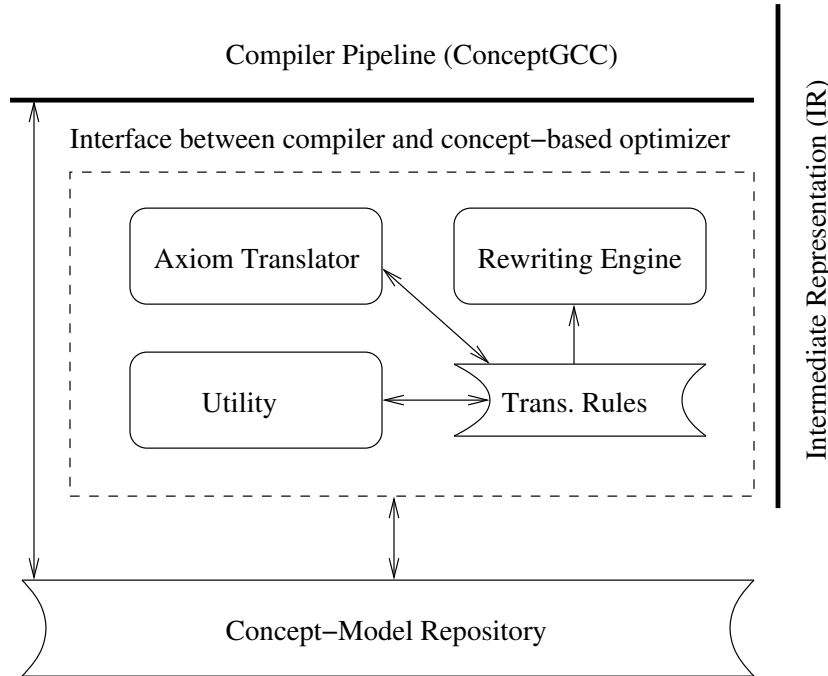 Compiler Pipeline (ConceptGCC)
Interface between compiler and concept−based optimizer
Axiom Translator
Rewriting Engine
Utility
Trans. Rules
Concept−Model Repository
Intermediate Representation (IR)